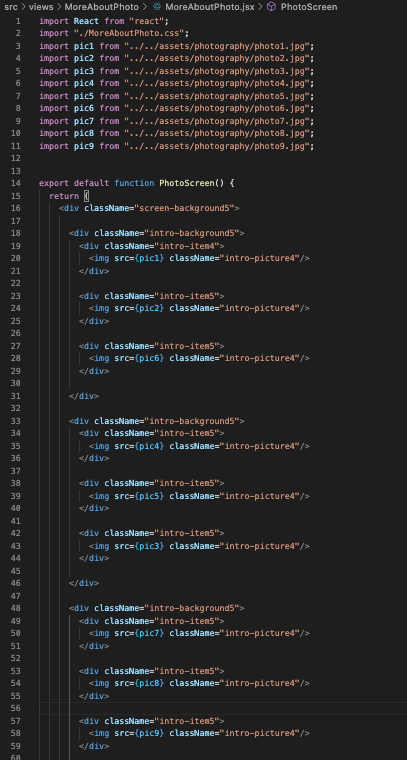 src > views > MoreAboutPhoto > MoreAboutPhoto.jsx > PhotoScreen
1 import React from "react";
2 import "./MoreAboutPhoto.css";
3 import pic1 from "../../assets/photography/photo1.jpg";
4 import pic2 from "../../assets/photography/photo2.jpg";
5 import pic3 from "../../assets/photography/photo3.jpg";
6 import pic4 from "../../assets/photography/photo4.jpg";
7 import pic5 from "../../assets/photography/photo5.jpg";
8 import pic6 from "../../assets/photography/photo6.jpg";
9 import pic7 from "../../assets/photography/photo7.jpg";
10 import pic8 from "../../assets/photography/photo8.jpg";
11 import pic9 from "../../assets/photography/photo9.jpg";
12
13
14 export default function PhotoScreen() {
15 return (
16 <div className="screen-background5">
17
18 <div className="intro-background5">
19 <div className="intro-item4">
20 <img src={pic1} className="intro-picture4"/>
21 </div>
22
23 <div className="intro-item5">
24 <img src={pic2} className="intro-picture4"/>
25 </div>
26
27 <div className="intro-item5">
28 <img src={pic6} className="intro-picture4"/>
29 </div>
30
31 </div>
32
33 <div className="intro-background5">
34 <div className="intro-item5">
35 <img src={pic4} className="intro-picture4"/>
36 </div>
37
38 <div className="intro-item5">
39 <img src={pic5} className="intro-picture4"/>
40 </div>
41
42 <div className="intro-item5">
43 <img src={pic3} className="intro-picture4"/>
44 </div>
45
46 </div>
47
48 <div className="intro-background5">
49 <div className="intro-item5">
50 <img src={pic7} className="intro-picture4"/>
51 </div>
52
53 <div className="intro-item5">
54 <img src={pic8} className="intro-picture4"/>
55 </div>
56
57 <div className="intro-item5">
58 <img src={pic9} className="intro-picture4"/>
59 </div>
60